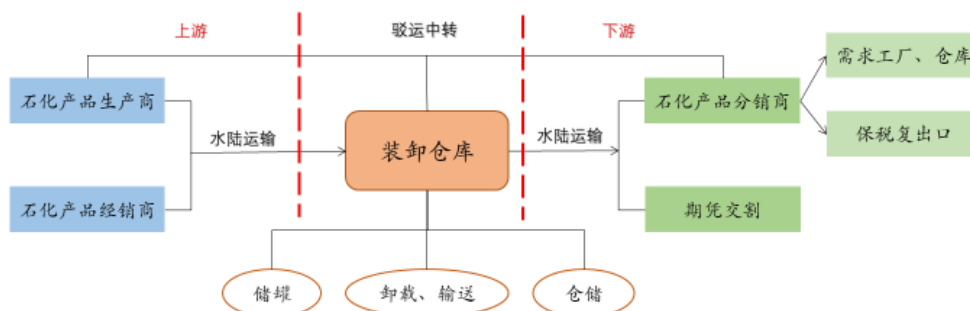 上游
驳运中转
下游
石化产品生产商
石化产品经销商
水陆运输
装卸仓库
水陆运输
石化产品分销商
期凭交割
需求工厂、仓库
保税复出口
储罐
卸载、输送
仓储